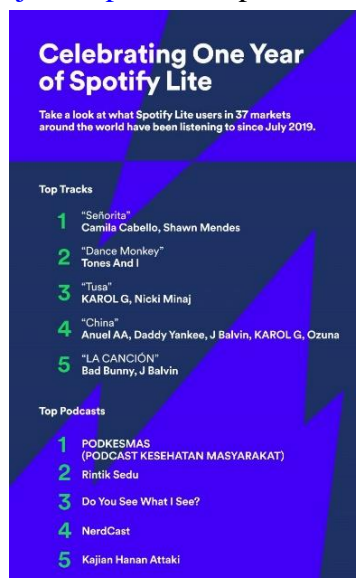 Celebrating One Year
of Spotify Lite
Take a look at what Spotify Lite users in 37 markets
around the world have been listening to since July 2019.
Top Tracks
1 “Señorita”
Camila Cabello, Shawn Mendes
2 “Dance Monkey”
Tones And I
3 “Tusa”
KAROL G, Nicki Minaj
4 “China”
Anuel AA, Daddy Yankee, J Balvin, KAROL G, Ozuna
5 “LA CANCIÓN”
Bad Bunny, J Balvin
Top Podcasts
1 PODKESMAS
(PODCAST KESEHATAN MASYARAKAT)
2 Rintik Sedu
3 Do You See What I See?
4 NerdCast
5 Kajian Hanan Attaki